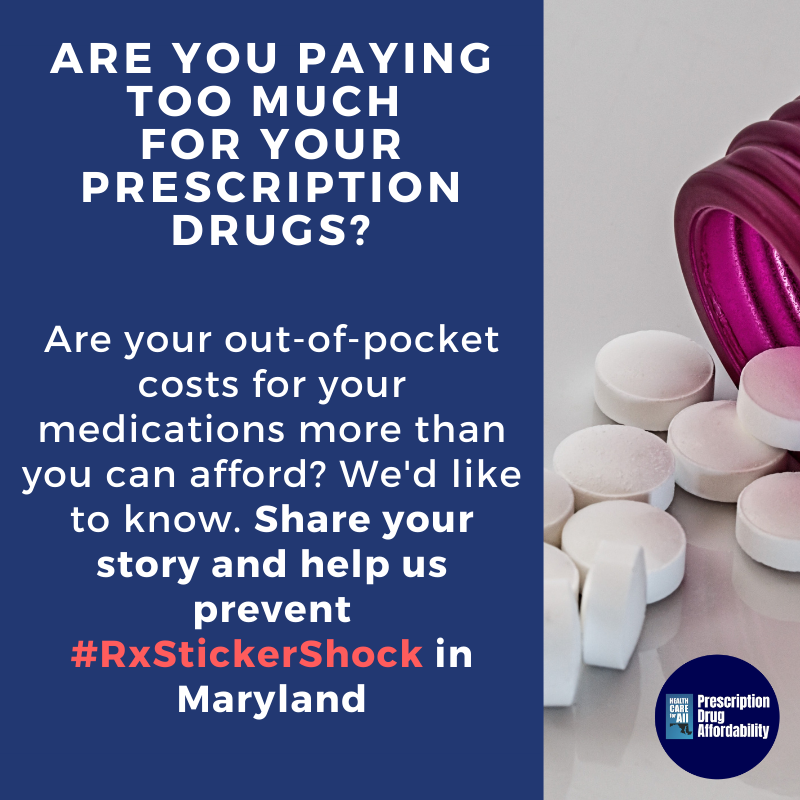 ARE YOU PAYING
TOO MUCH
FOR YOUR
PRESCRIPTION
DRUGS?
Are your out-of-pocket
costs for your
medications more than
you can afford? We'd like
to know. Share your
story and help us
prevent
#RxStickerShock in
Maryland
HEALTH
CARE
for
All
Prescription
Drug
Affordability